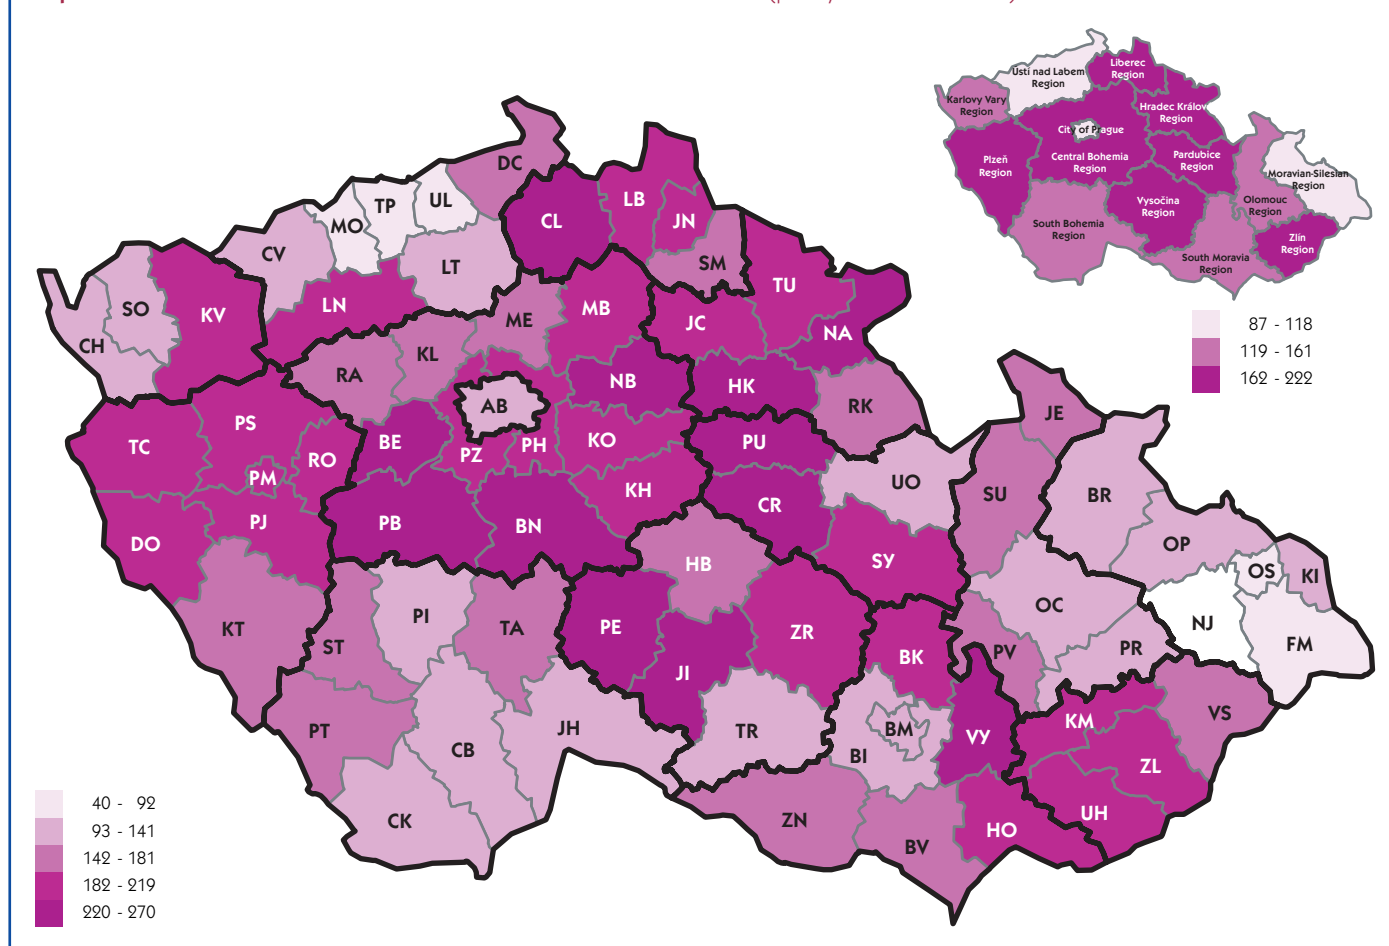 Ústí nad Labem
Region
Liberec
Region
Karlovy Vary
Region
Hradec Králov
Region
City of Prague
Plzeň
Region
Central Bohemia
Region
Pardubice
Region
Moravian-Silesian
Region
Vysočina
Region
Olomouc
Region
South Bohemia
Region
Zlín
Region
South Moravia
Region
87 - 118
119 - 161
162 - 222
DC
TP
UL
MO
CL
LB
JN
CV
LT
SM
SO
KV
LN
TU
CH
ME
MB
JC
NA
KL
RA
NB
HK
AB
RK
JE
TC
PS
BE
PH
KO
PU
RO
PZ
PM
KH
UO
SU
BR
DO
PJ
PB
BN
CR
OP
HB
SY
OS
KI
KT
PI
OC
ST
TA
PE
ZR
NJ
FM
BK
PV
PR
JI
PT
CB
JH
TR
BM
BI
VY
KM
VS
ZL
CK
ZN
BV
HO
UH
40 - 92
93 - 141
142 - 181
182 - 219
220 - 270